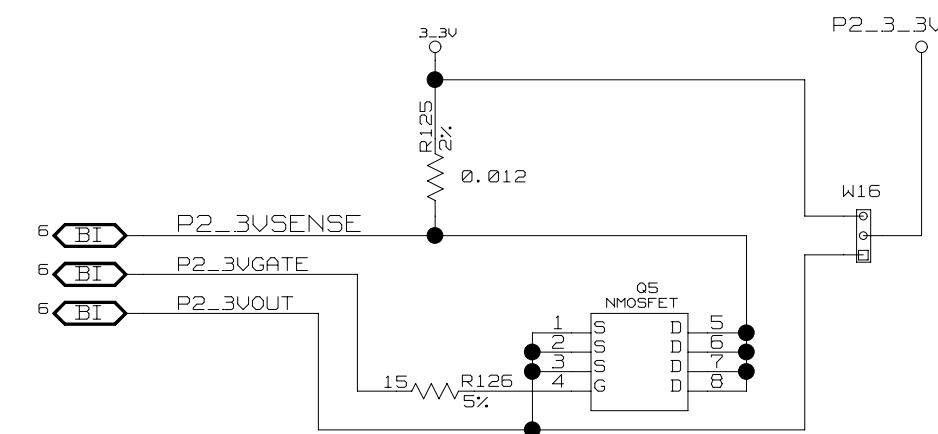 P2_3_3V
3_3V
R125
2%
0.012
W16
6 BI P2_3VSENSE
6 BI P2_3VGATE
6 BI P2_3VOUT
Q5
NMOSFET
1 S D 5
2 S D 6
3 S D 7
4 G D 8
15 R126
5%